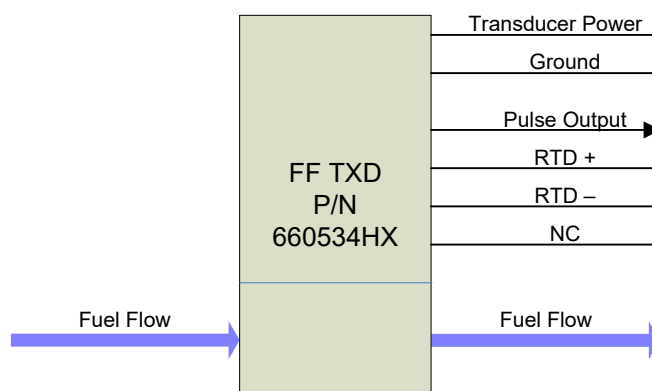 Transducer Power
Ground
Pulse Output
RTD +
RTD –
NC
FF TXD
P/N
660534HX
Fuel Flow
Fuel Flow